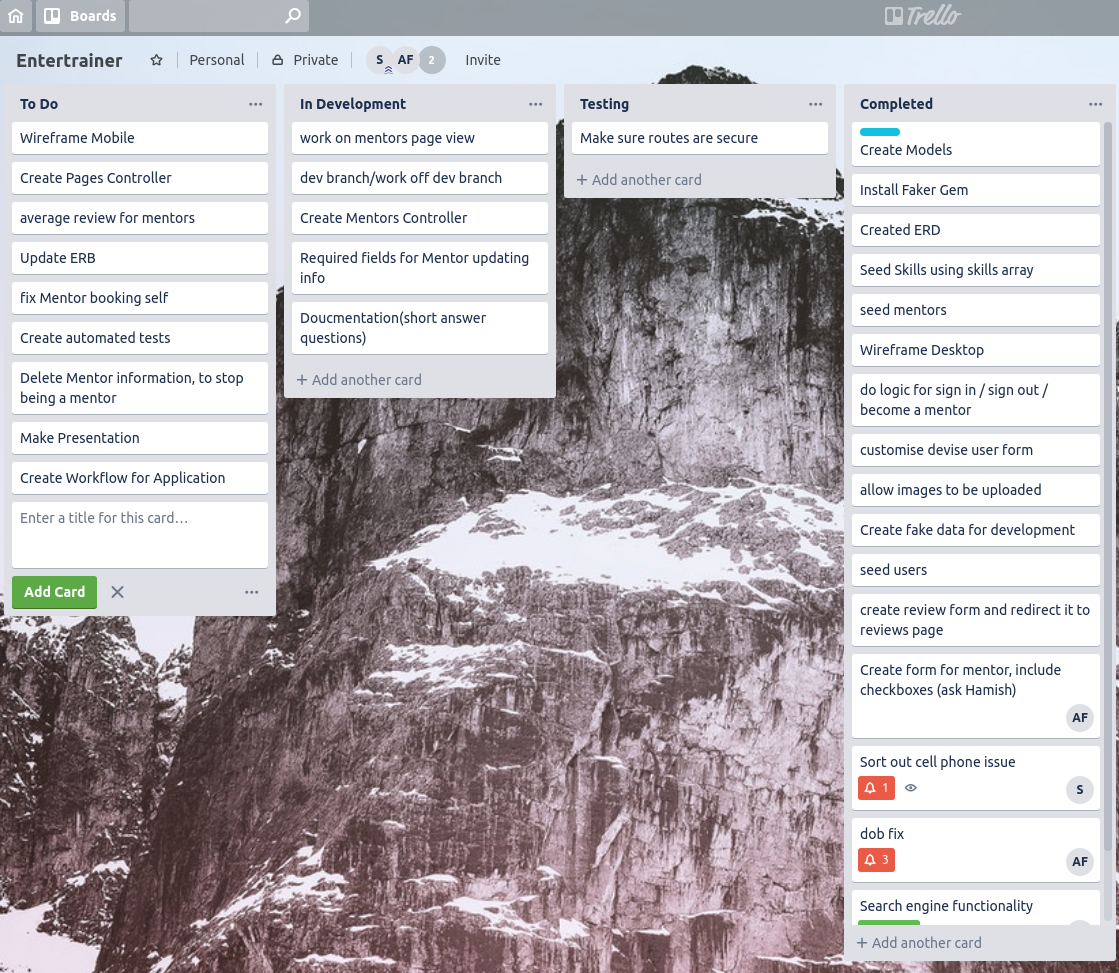 Boards
Trello
Entertrainer
Personal
Private
S
AF
2
Invite
To Do
Wireframe Mobile
Create Pages Controller
average review for mentors
Update ERB
fix Mentor booking self
Create automated tests
Delete Mentor information, to stop
being a mentor
Make Presentation
Create Workflow for Application
Enter a title for this card...
Add Card
In Development
work on mentors page view
dev branch/work off dev branch
Create Mentors Controller
Required fields for Mentor updating
info
Doucmentation(short answer
questions)
+ Add another card
Testing
Make sure routes are secure
+ Add another card
Completed
Create Models
Install Faker Gem
Created ERD
Seed Skills using skills array
seed mentors
Wireframe Desktop
do logic for sign in / sign out /
become a mentor
customise devise user form
allow images to be uploaded
Create fake data for development
seed users
create review form and redirect it to
reviews page
Create form for mentor, include
checkboxes (ask Hamish)
AF
Sort out cell phone issue
1
S
dob fix
3
AF
Search engine functionality
+ Add another card